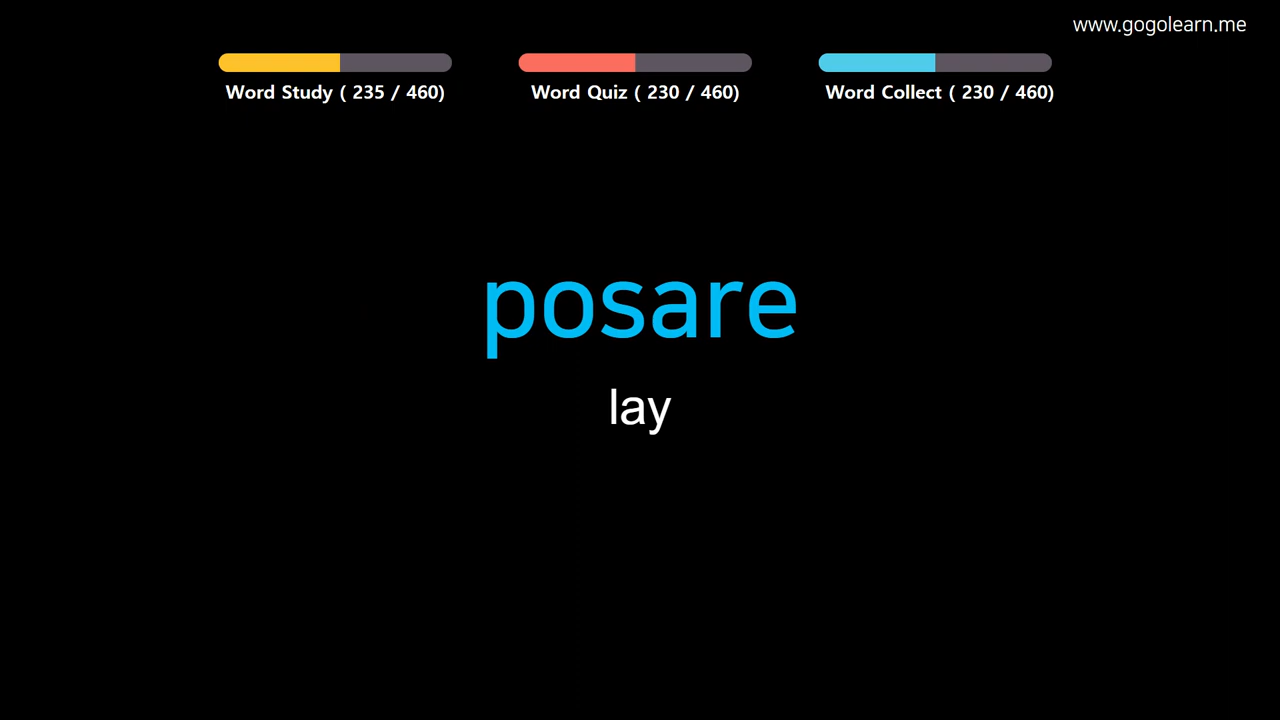 www.gogolearn.me
Word Study ( 235 / 460)
Word Quiz ( 230 / 460)
Word Collect ( 230 / 460)
posare
lay